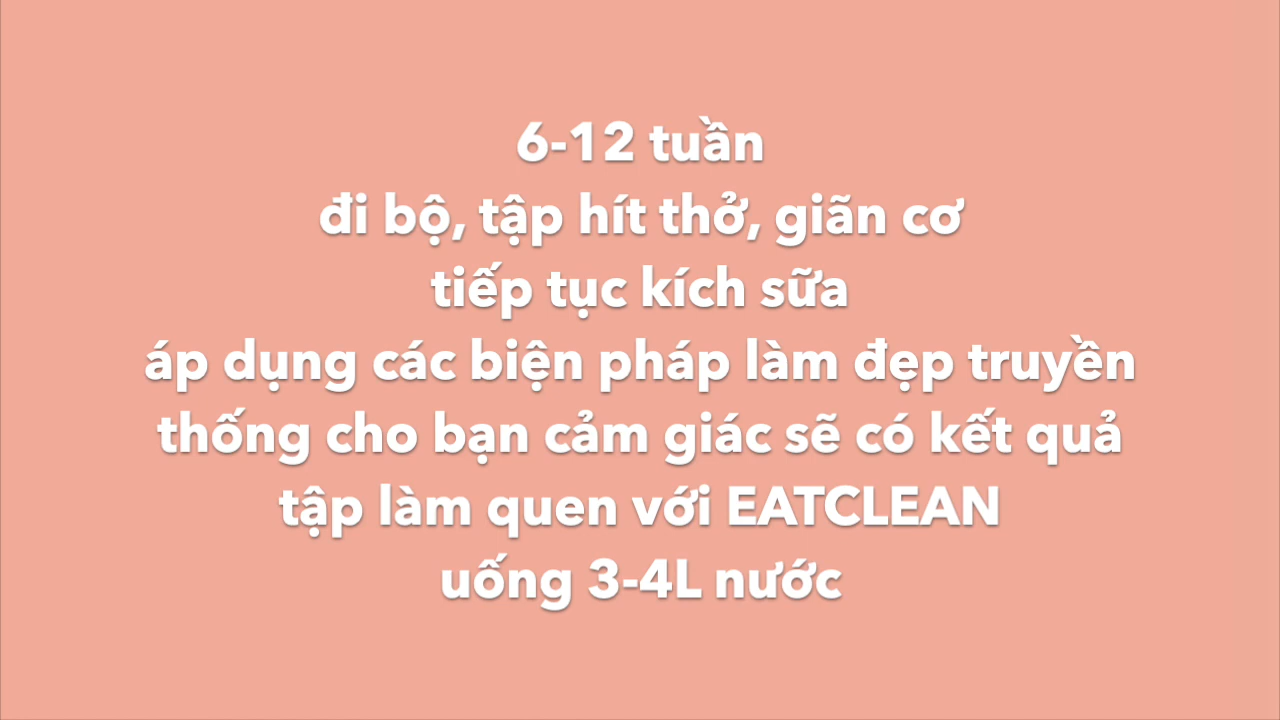 6-12 tuần
đi bộ, tập hít thở, giãn cơ
tiếp tục kích sữa
áp dụng các biện pháp làm đẹp truyền
thống cho bạn cảm giác sẽ có kết quả
tập làm quen với EATCLEAN
uống 3-4L nước